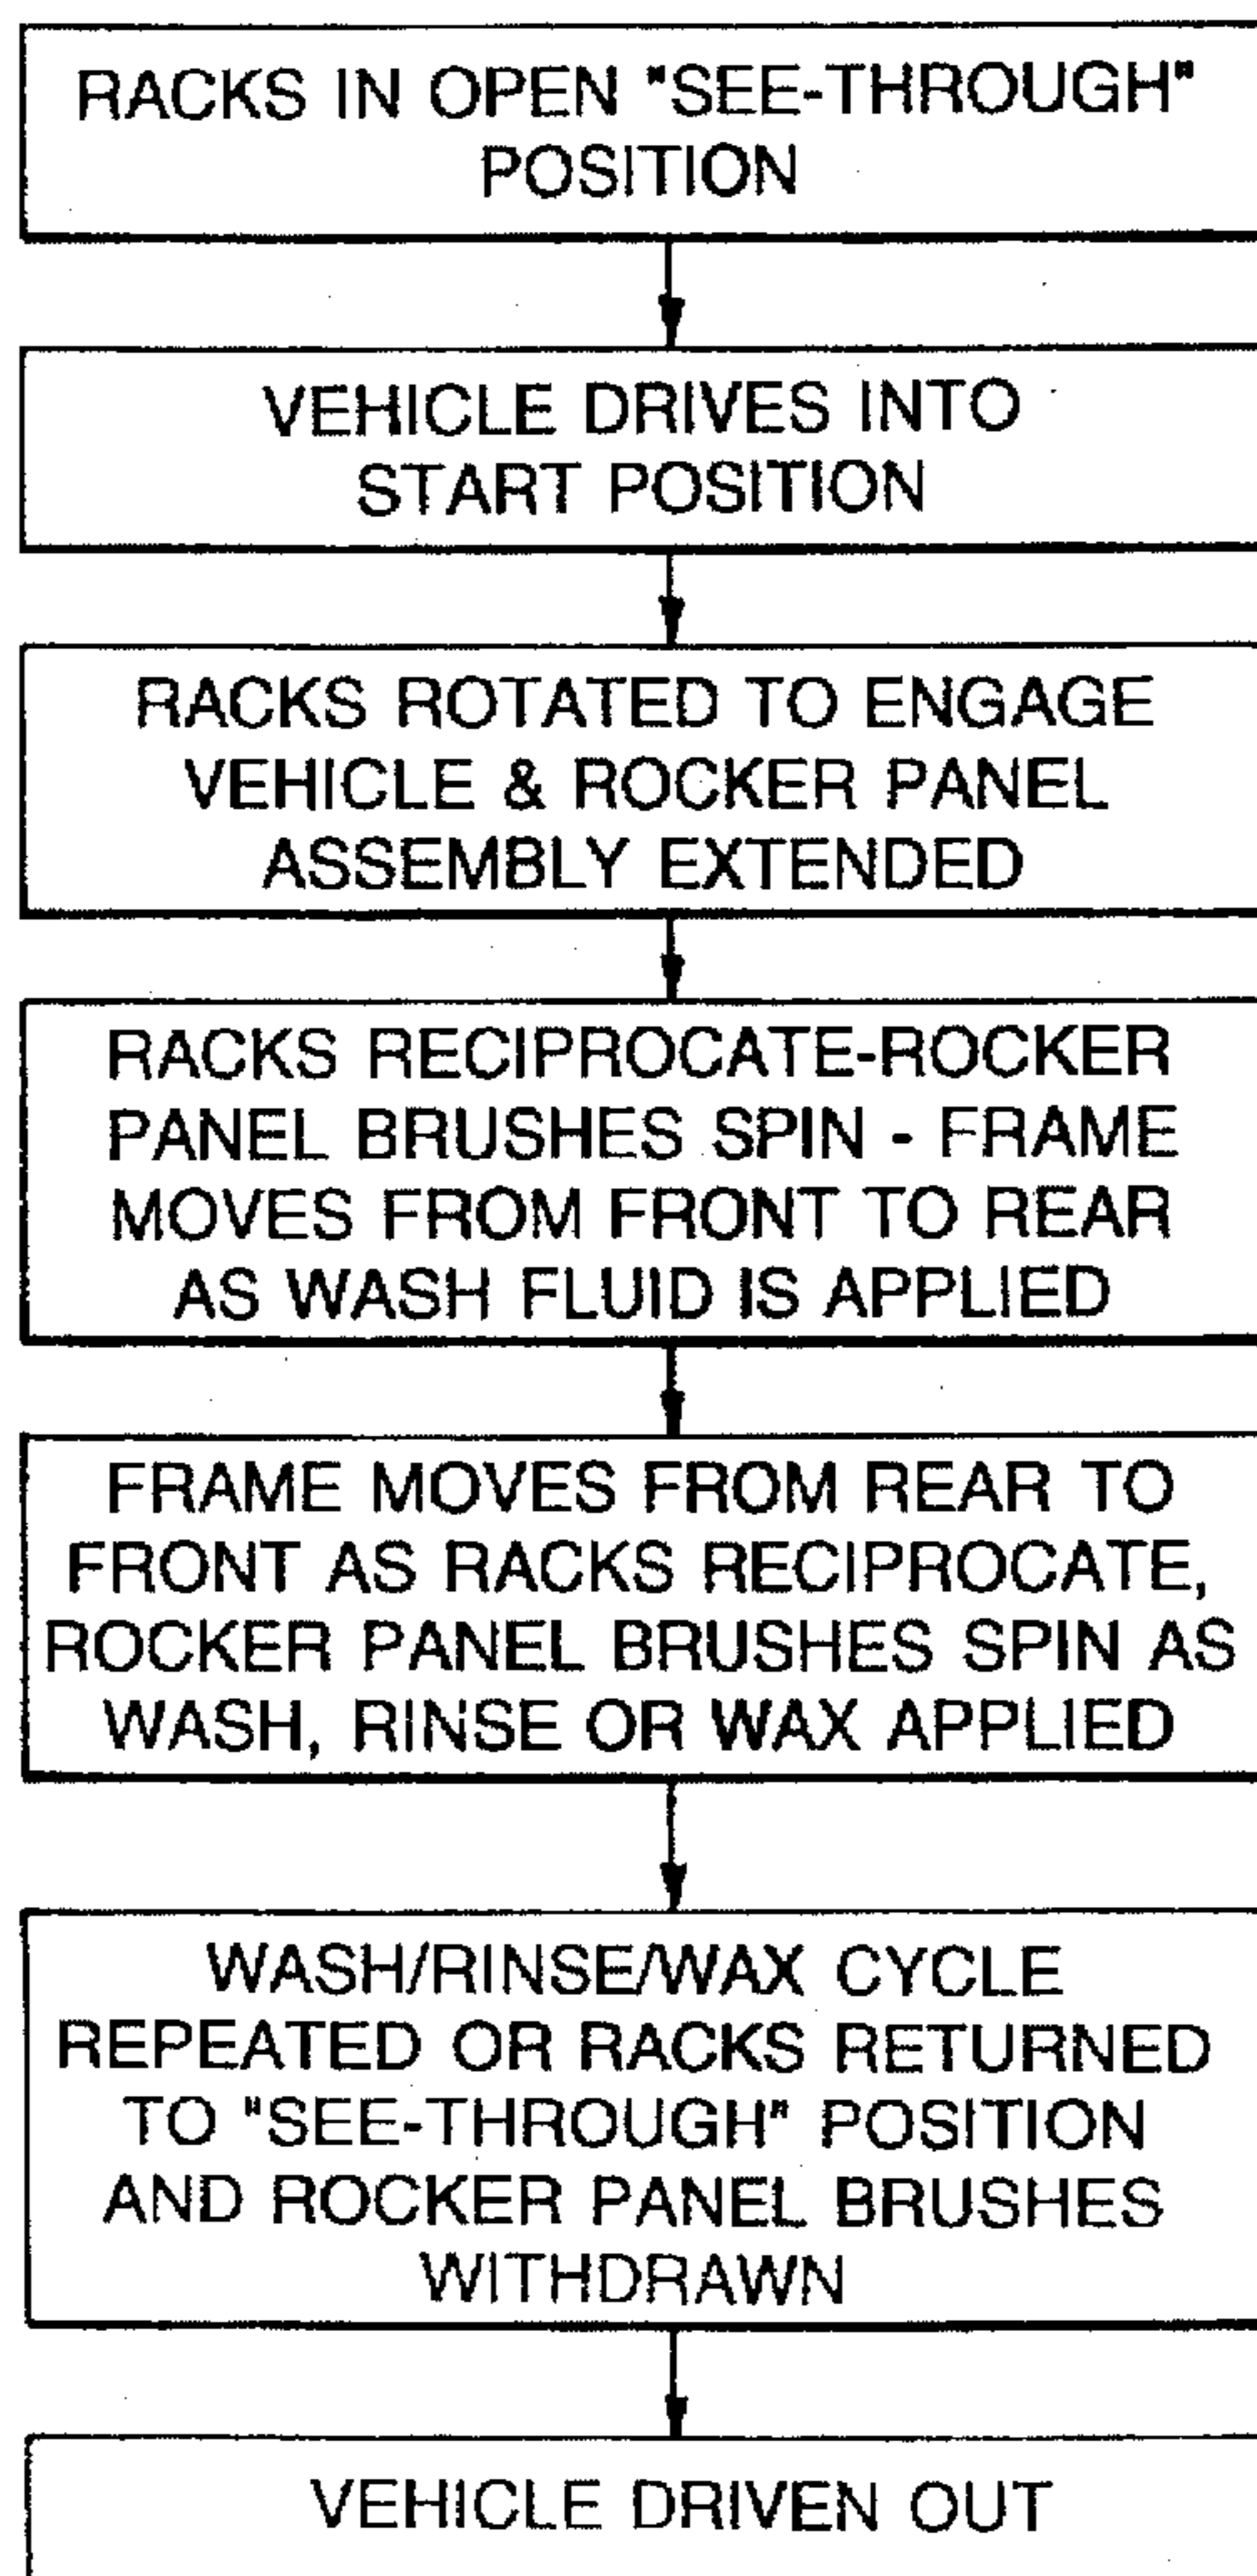 RACKS IN OPEN "SEE-THROUGH"
POSITION
VEHICLE DRIVES INTO
START POSITION
RACKS ROTATED TO ENGAGE
VEHICLE & ROCKER PANEL
ASSEMBLY EXTENDED
RACKS RECIPROCATE-ROCKER
PANEL BRUSHES SPIN - FRAME
MOVES FROM FRONT TO REAR
AS WASH FLUID IS APPLIED
FRAME MOVES FROM REAR TO
FRONT AS RACKS RECIPROCATE,
ROCKER PANEL BRUSHES SPIN AS
WASH, RINSE OR WAX APPLIED
WASH/RINSE/WAX CYCLE
REPEATED OR RACKS RETURNED
TO "SEE-THROUGH" POSITION
AND ROCKER PANEL BRUSHES
WITHDRAWN
VEHICLE DRIVEN OUT